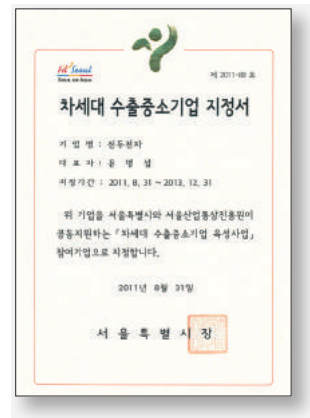 Hi Seoul
제 2011-80 호
차세대 수출중소기업 지정서
기 업 명 :
대 표 자 : 윤 명 섭
지정기간 : 2011. 8. 31 ~ 2013. 12. 31
위 기업을 서울특별시와 서울산업통상진흥원이
공동지원하는 「차세대 수출중소기업 육성사업」
참여기업으로 지정합니다.
2011년 8월 31일
서 울 특 별 시 장